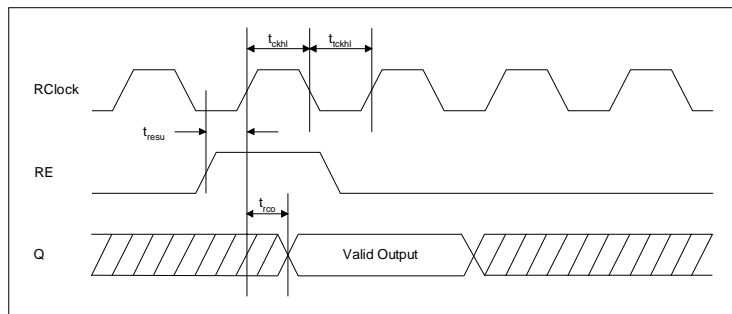 t_ckhl t_tckhl
RClock
t_resu
RE
t_rco
Q Valid Output